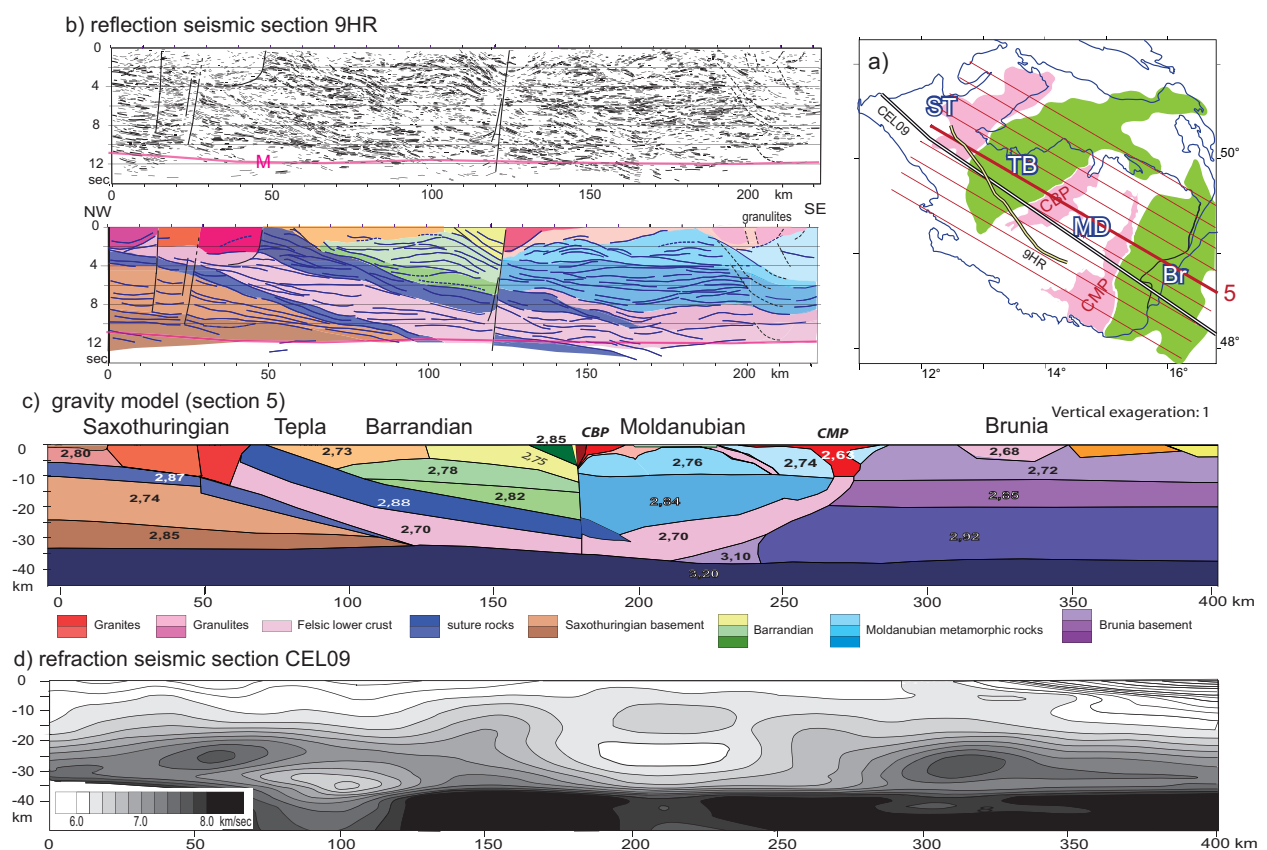 b) reflection seismic section 9HR
0
4
8
12
sec
M
0
50
100
150
200
km
NW
SE
granulites
0
4
8
12
sec
0
50
100
150
200
km
a)
ST
CEL09
TB
CBP
MD
9HR
Br
CMP
5
50°
48°
12°
14°
16°
c) gravity model (section 5)
Vertical exageration: 1
Saxothuringian Tepla Barrandian CBP Moldanubian CMP Brunia
0
-10
-20
-30
-40
km
2,80
2,87
2,74
2,85
2,73
2,78
2,75
2,85
2,82
2,88
2,70
2,76
2,74
2,63
2,84
2,70
3,10
2,68
2,72
2,85
2,92
3.20
0 50 100 150 200 250 300 350 400 km
Granites Granulites Felsic lower crust suture rocks Saxothuringian basement Barrandian Moldanubian metamorphic rocks Brunia basement
d) refraction seismic section CEL09
0
-10
-20
-30
-40
km
6.0 7.0 8.0 km/sec
0 50 100 150 200 250 300 350 400 km